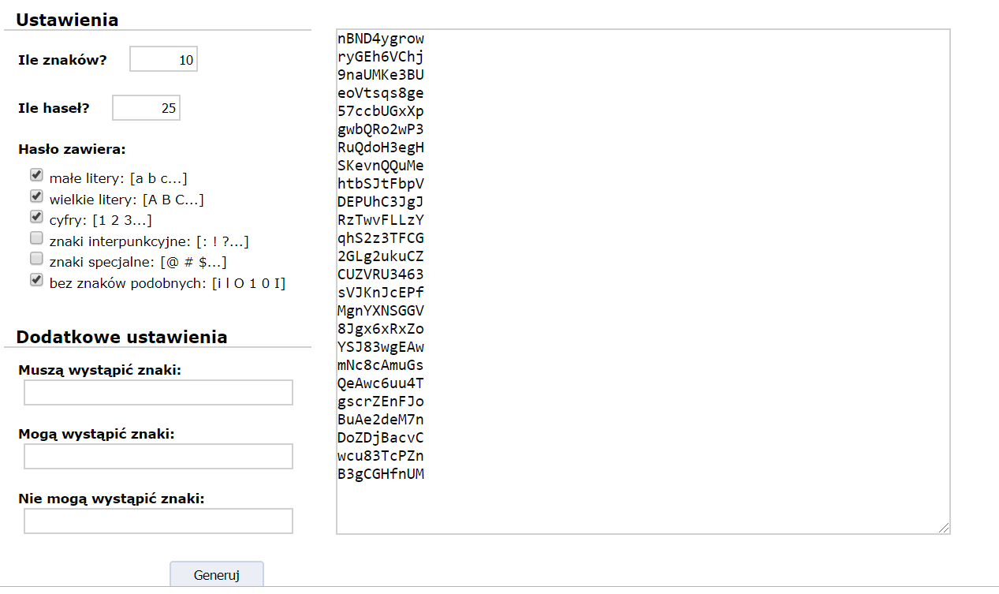 Ustawienia
Ile znaków? 10
Ile haseł? 25
Hasło zawiera:
małe litery: [a b c...]
wielkie litery: [A B C...]
cyfry: [1 2 3...]
znaki interpunkcyjne: [: ! ?...]
znaki specjalne: [@ # $...]
bez znaków podobnych: [i l O 1 0 I]
Dodatkowe ustawienia
Muszą wystąpić znaki:
Mogą wystąpić znaki:
Nie mogą wystąpić znaki:
Generuj
nBND4ygrow
ryGEh6VChj
9naUMKe3BU
eoVtsqs8ge
57ccbUGxXp
gwbQRo2wP3
RuQdoH3egH
SKevnQQuMe
htbSJtFbpV
DEPUhC3JgJ
RzTwvFLLzY
qhS2z3TFCG
2GLg2ukuCZ
CUZVRU3463
sVJKnJcEPf
MgnYXNSGGV
8Jgx6xRxZo
YSJ83wgEAw
mNc8cAmuGs
QeAwc6uu4T
gscrZEnFJo
BuAe2deM7n
DoZDjBacvC
wcu83TcPZn
B3gCGHfnUM